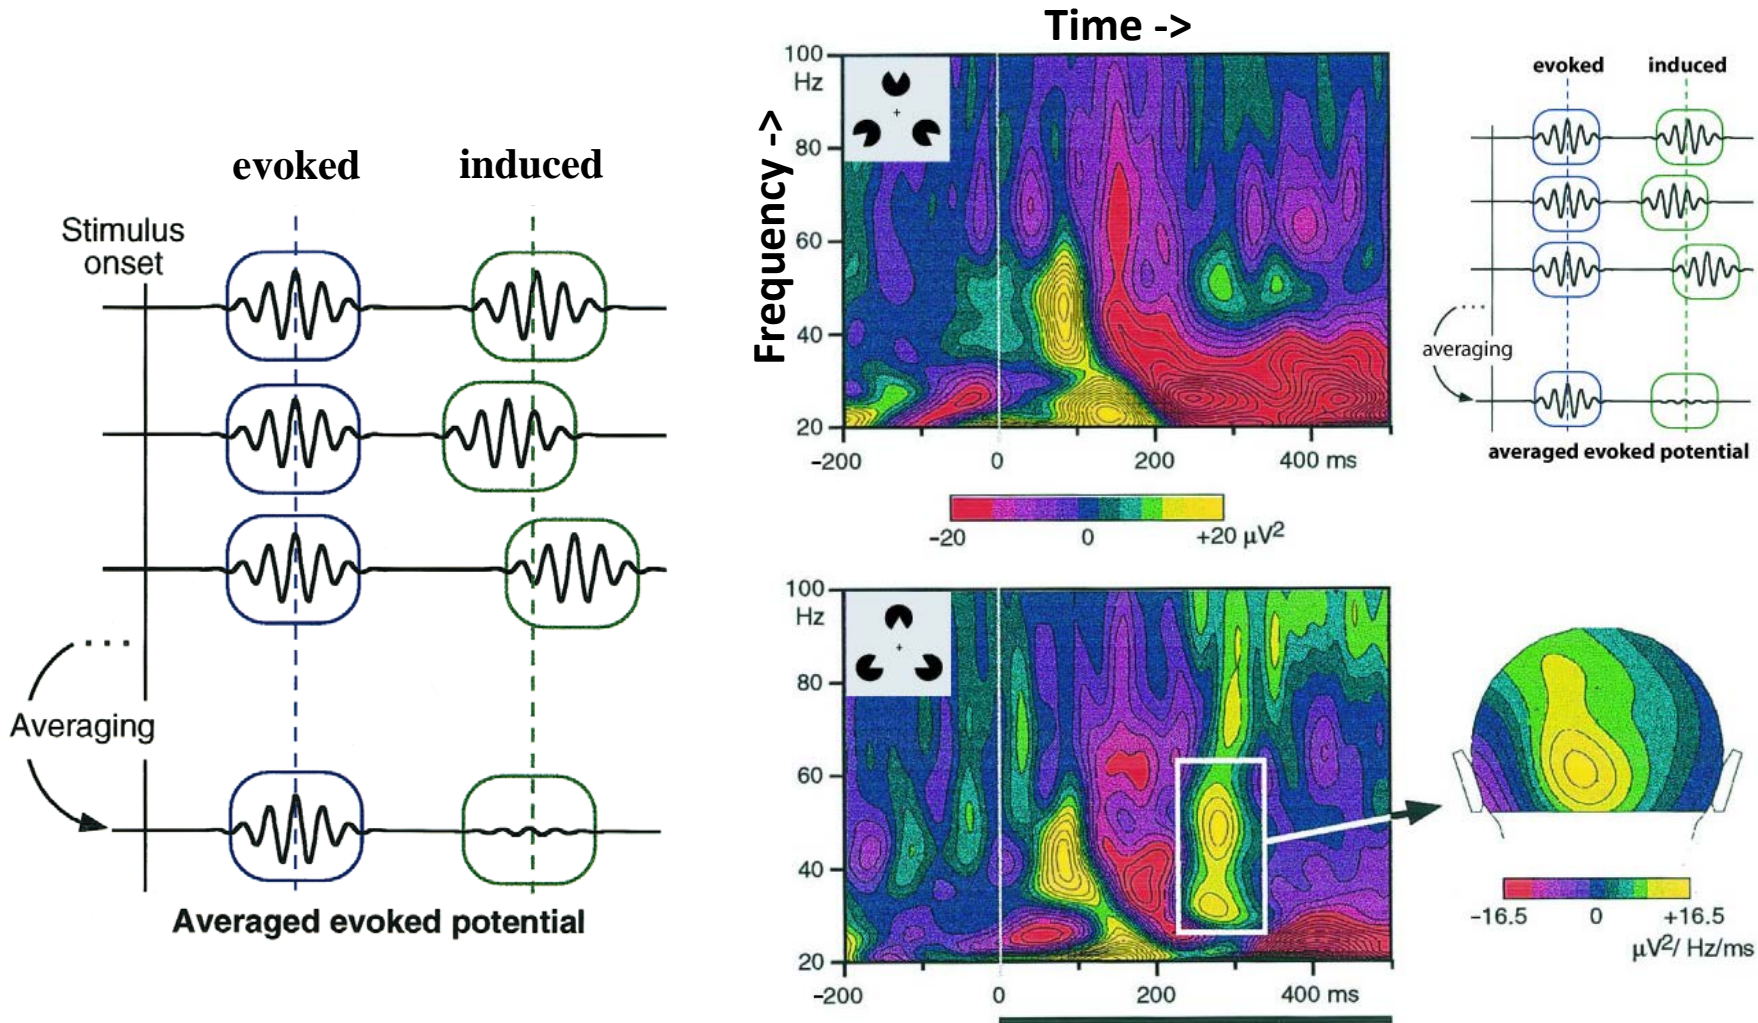 evoked
induced
Stimulus
onset
Averaging
Averaged evoked potential
Time ->
Frequency ->
100
Hz
80
60
40
20
−200
0
200
400 ms
−20
0
+20 µV²
evoked
induced
averaging
averaged evoked potential
100
Hz
80
60
40
20
−200
0
200
400 ms
−16.5
0
+16.5
µV²/ Hz/ms